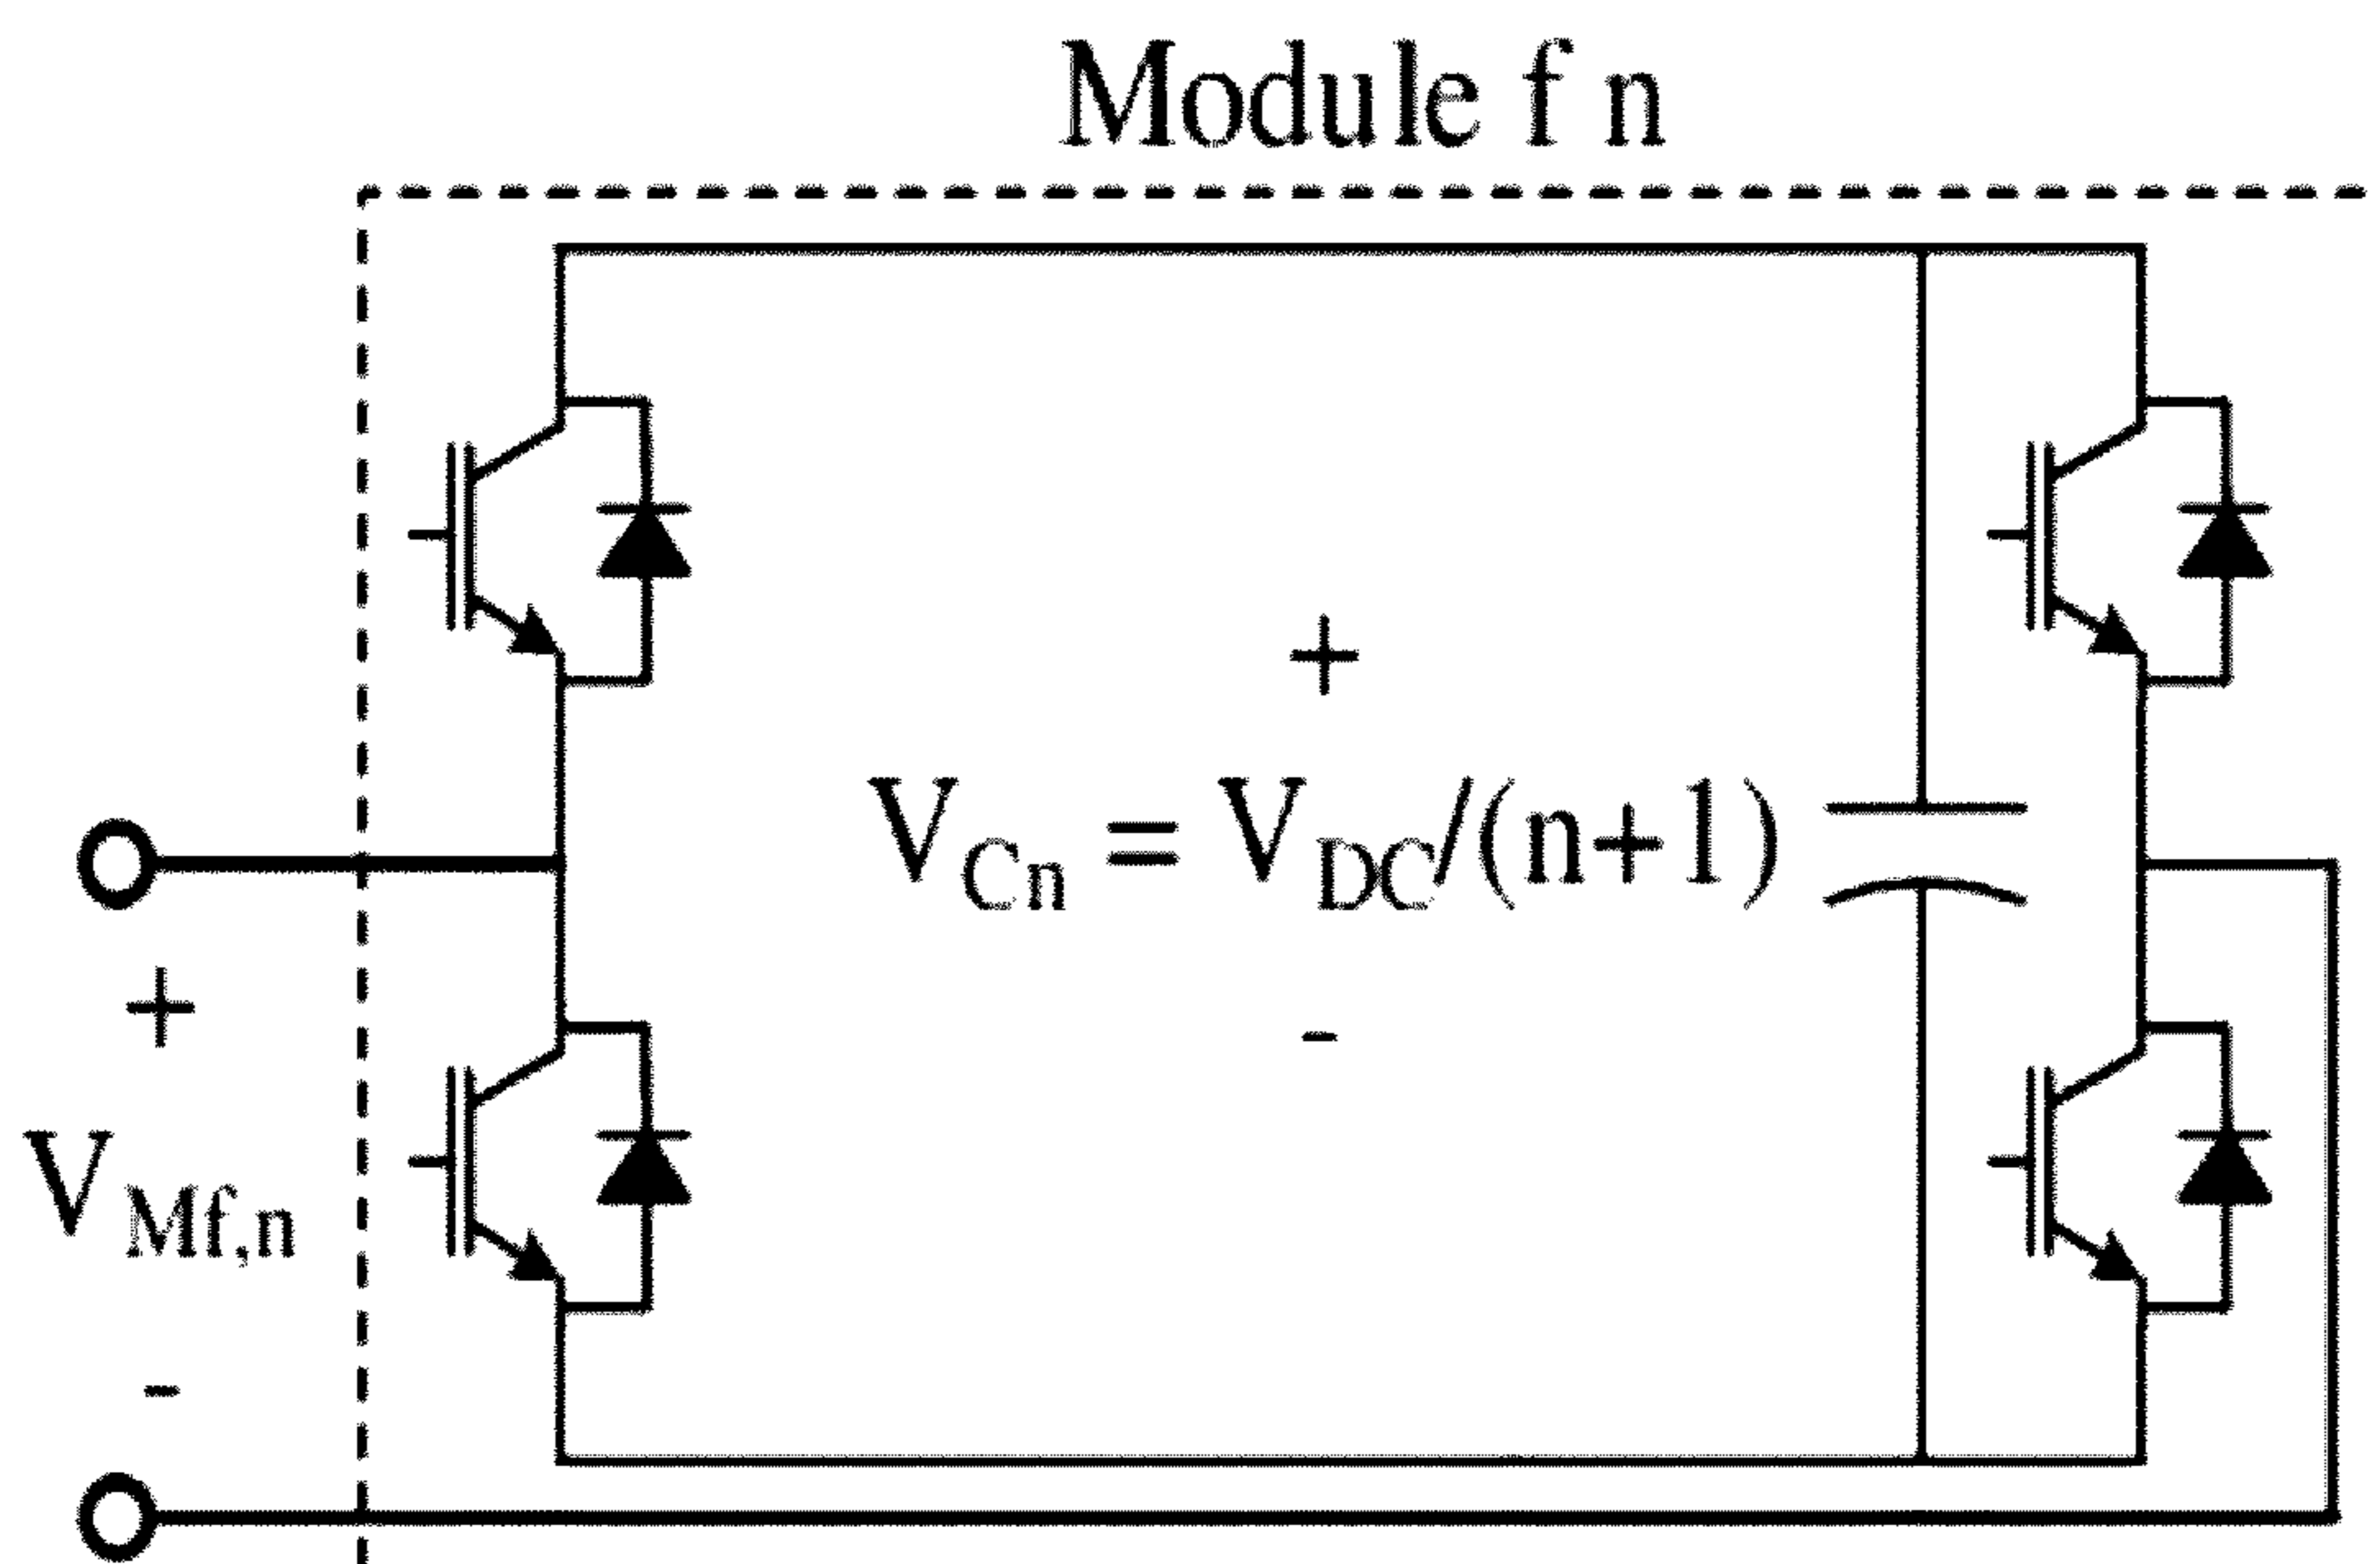 Module f n
+
V_Cn = V_DC/(n+1)
-
+
V_Mf,n
-